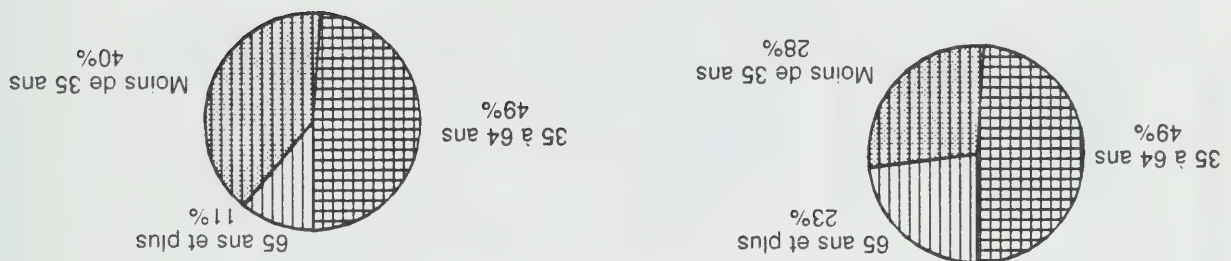 65 ans et plus
23%
35 à 64 ans
49%
Moins de 35 ans
28%
65 ans et plus
11%
35 à 64 ans
49%
Moins de 35 ans
40%